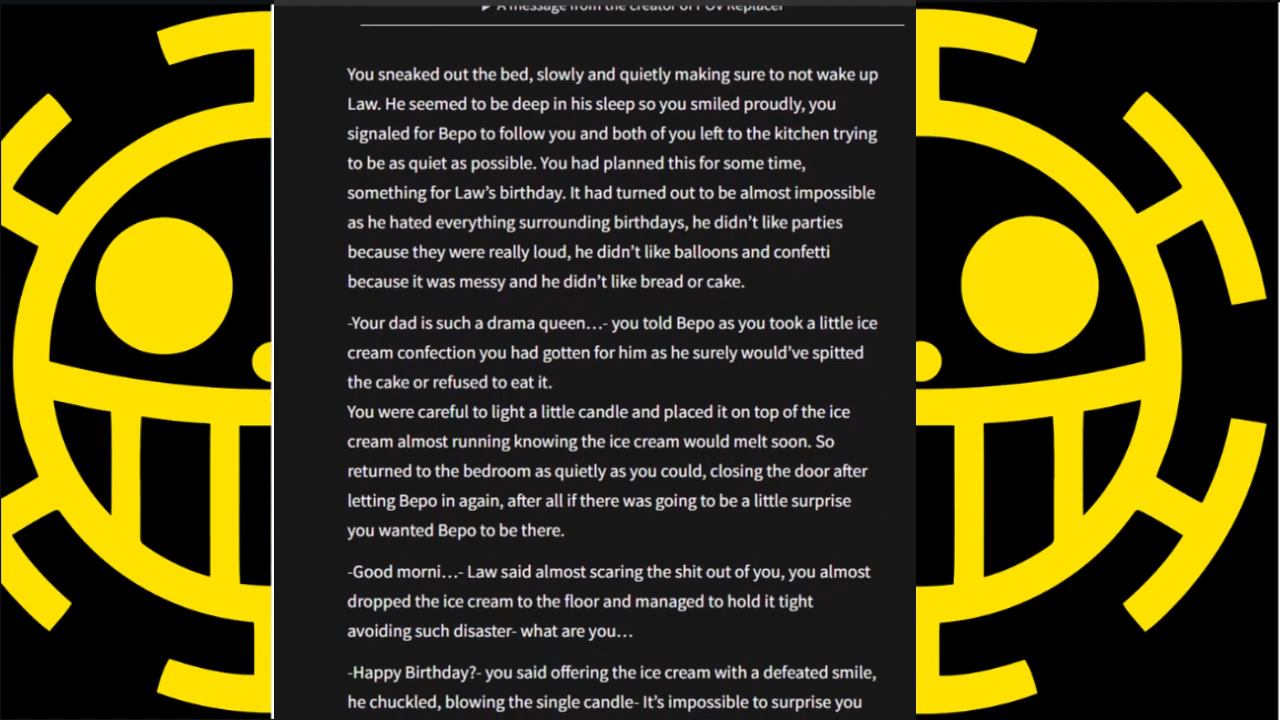 ▶ A message from the creator of POV Replacer
You sneaked out the bed, slowly and quietly making sure to not wake up
Law. He seemed to be deep in his sleep so you smiled proudly, you
signaled for Bepo to follow you and both of you left to the kitchen trying
to be as quiet as possible. You had planned this for some time,
something for Law’s birthday. It had turned out to be almost impossible
as he hated everything surrounding birthdays, he didn’t like parties
because they were really loud, he didn’t like balloons and confetti
because it was messy and he didn’t like bread or cake.
-Your dad is such a drama queen…- you told Bepo as you took a little ice
cream confection you had gotten for him as he surely would’ve spitted
the cake or refused to eat it.
You were careful to light a little candle and placed it on top of the ice
cream almost running knowing the ice cream would melt soon. So
returned to the bedroom as quietly as you could, closing the door after
letting Bepo in again, after all if there was going to be a little surprise
you wanted Bepo to be there.
-Good morni…- Law said almost scaring the shit out of you, you almost
dropped the ice cream to the floor and managed to hold it tight
avoiding such disaster- what are you…
-Happy Birthday?- you said offering the ice cream with a defeated smile,
he chuckled, blowing the single candle- It’s impossible to surprise you